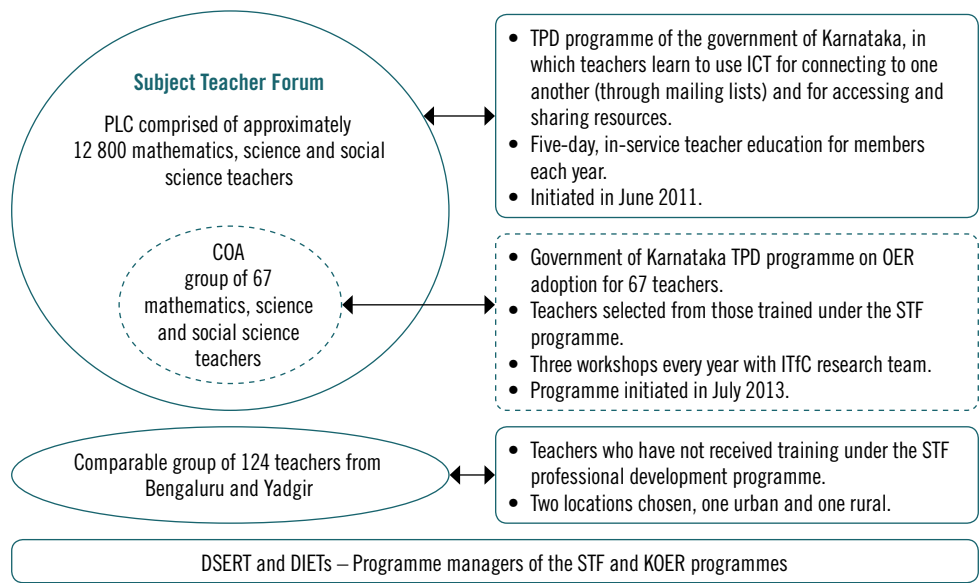 Subject Teacher Forum
PLC comprised of approximately
12 800 mathematics, science and social
science teachers
• TPD programme of the government of Karnataka, in
which teachers learn to use ICT for connecting to one
another (through mailing lists) and for accessing and
sharing resources.
• Five-day, in-service teacher education for members
each year.
• Initiated in June 2011.
COA
group of 67
mathematics, science
and social science
teachers
• Government of Karnataka TPD programme on OER
adoption for 67 teachers.
• Teachers selected from those trained under the STF
programme.
• Three workshops every year with ITfC research team.
• Programme initiated in July 2013.
Comparable group of 124 teachers from
Bengaluru and Yadgir
• Teachers who have not received training under the STF
professional development programme.
• Two locations chosen, one urban and one rural.
DSERT and DIETs – Programme managers of the STF and KOER programmes